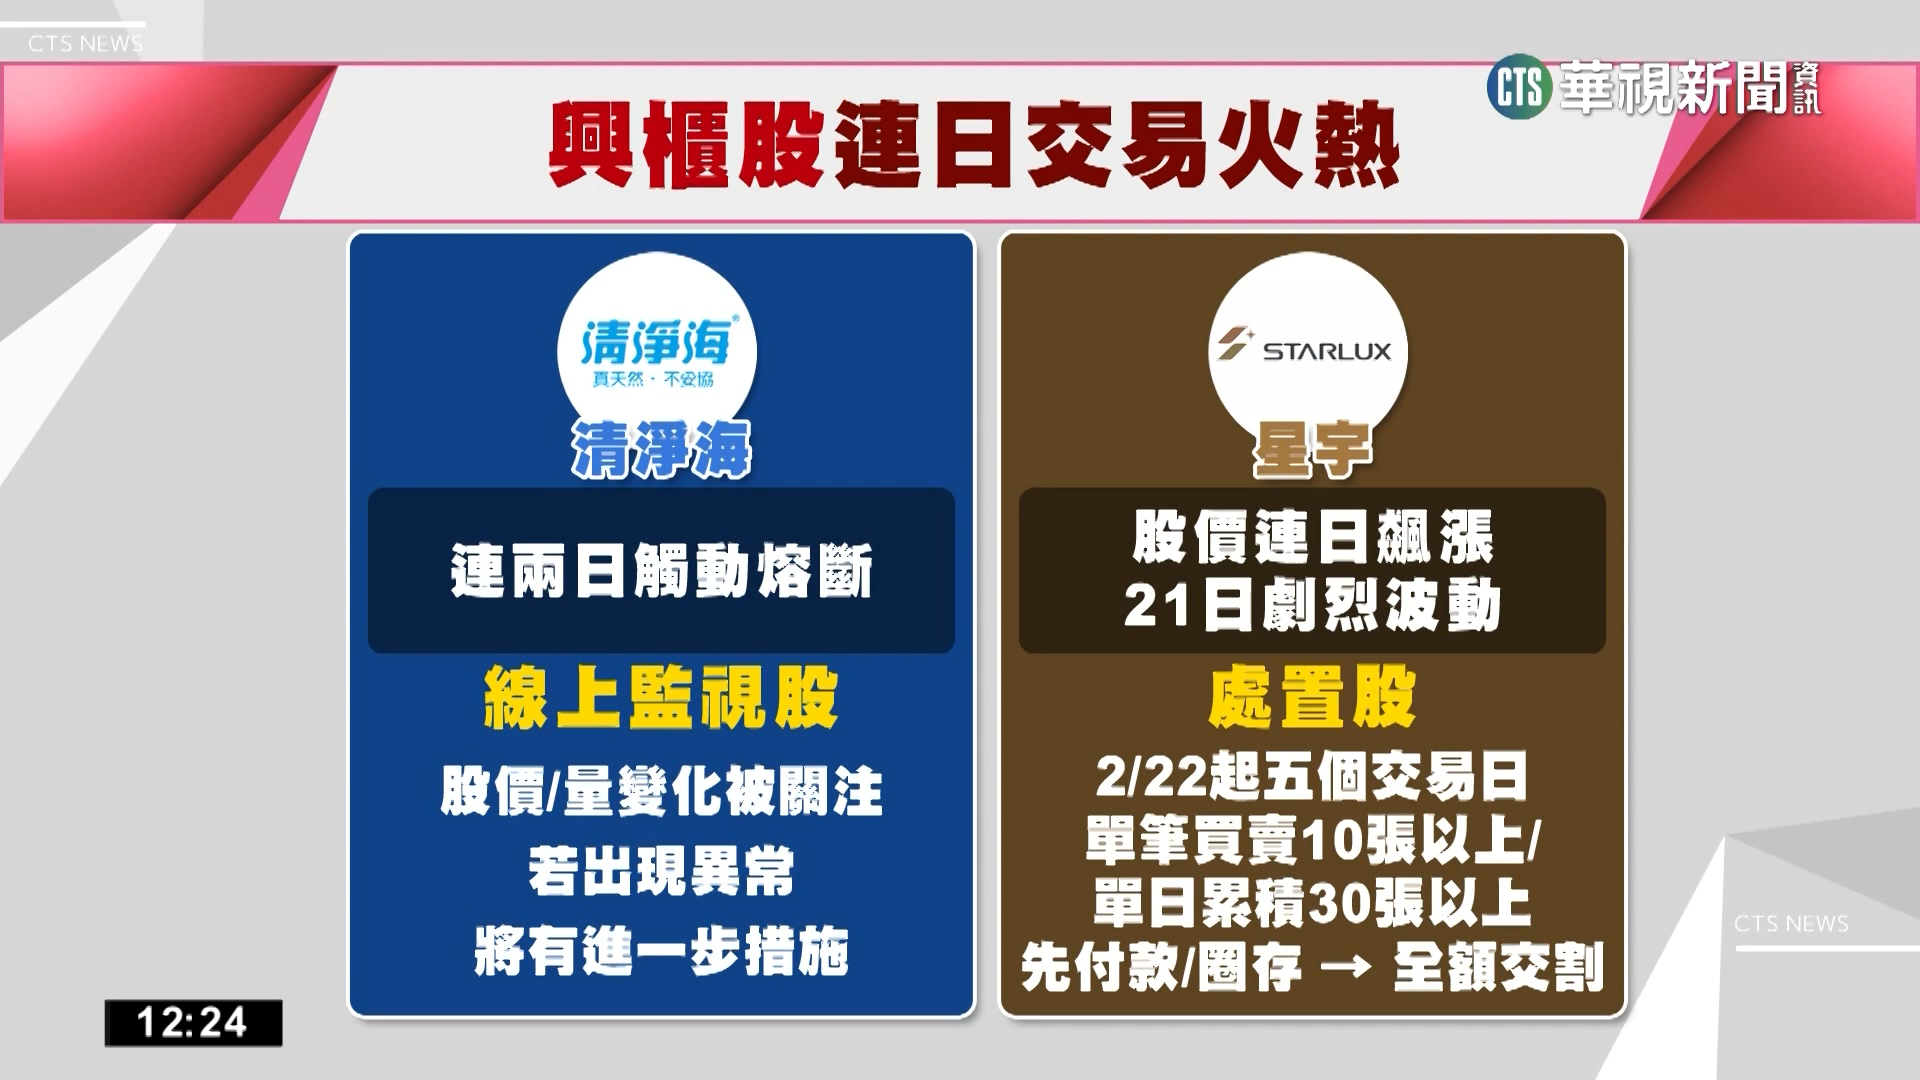 CTS NEWS
CTS 華視新聞資訊
興櫃股連日交易火熱
清淨海®
真天然・不妥協
清淨海
連兩日觸動熔斷
線上監視股
股價/量變化被關注
若出現異常
將有進一步措施
STARLUX
星宇
股價連日飆漲
21日劇烈波動
處置股
2/22起五個交易日
單筆買賣10張以上/
單日累積30張以上
先付款/圈存 → 全額交割
CTS NEWS
12:24